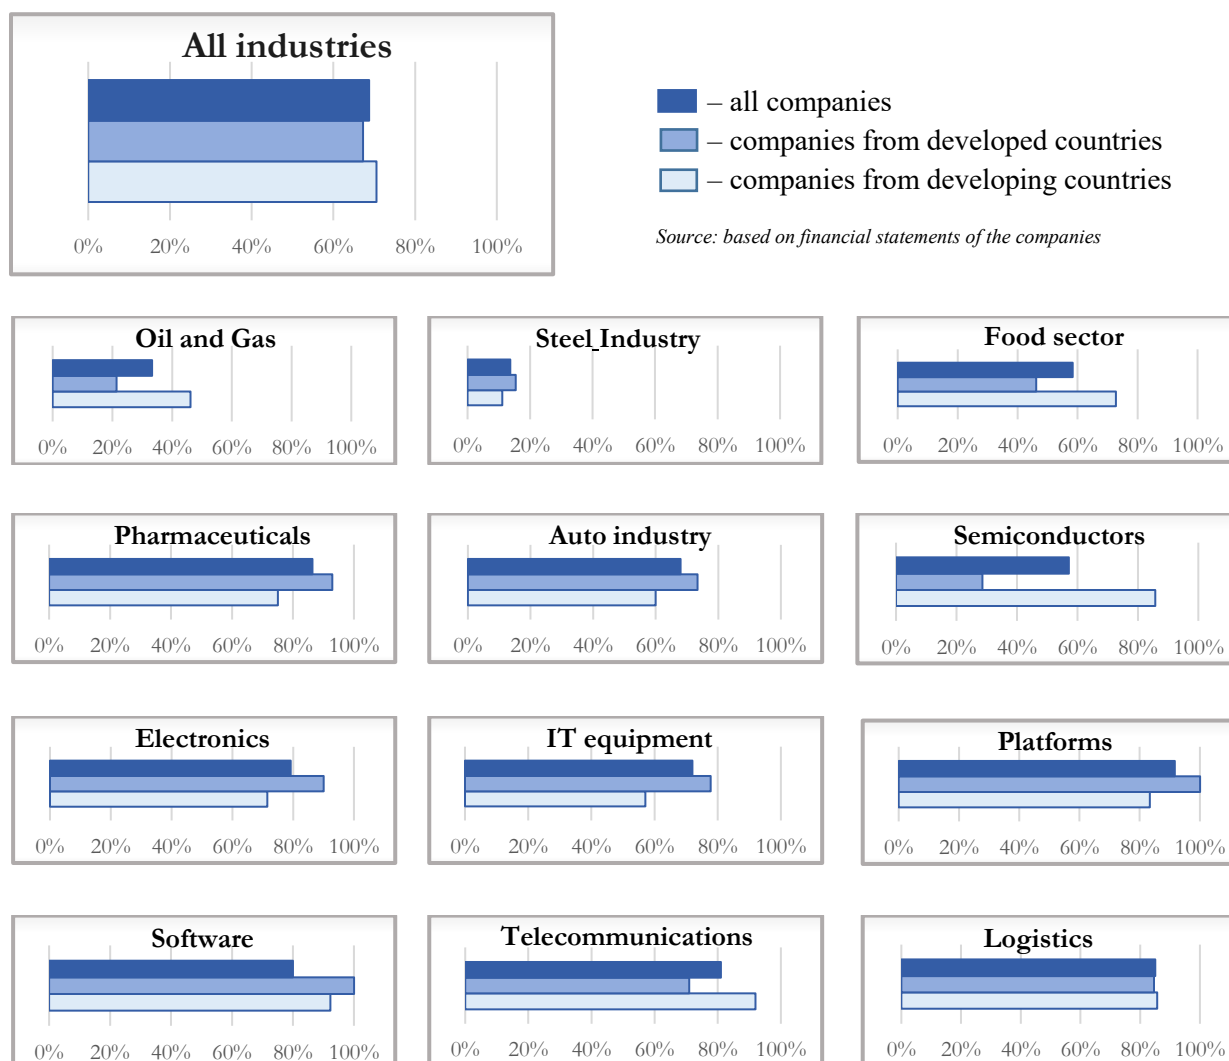 All industries
0% 20% 40% 60% 80% 100%
– all companies
– companies from developed countries
– companies from developing countries
Source: based on financial statements of the companies
Oil and Gas
0% 20% 40% 60% 80% 100%
Steel Industry
0% 20% 40% 60% 80% 100%
Food sector
0% 20% 40% 60% 80% 100%
Pharmaceuticals
0% 20% 40% 60% 80% 100%
Auto industry
0% 20% 40% 60% 80% 100%
Semiconductors
0% 20% 40% 60% 80% 100%
Electronics
0% 20% 40% 60% 80% 100%
IT equipment
0% 20% 40% 60% 80% 100%
Platforms
0% 20% 40% 60% 80% 100%
Software
0% 20% 40% 60% 80% 100%
Telecommunications
0% 20% 40% 60% 80% 100%
Logistics
0% 20% 40% 60% 80% 100%